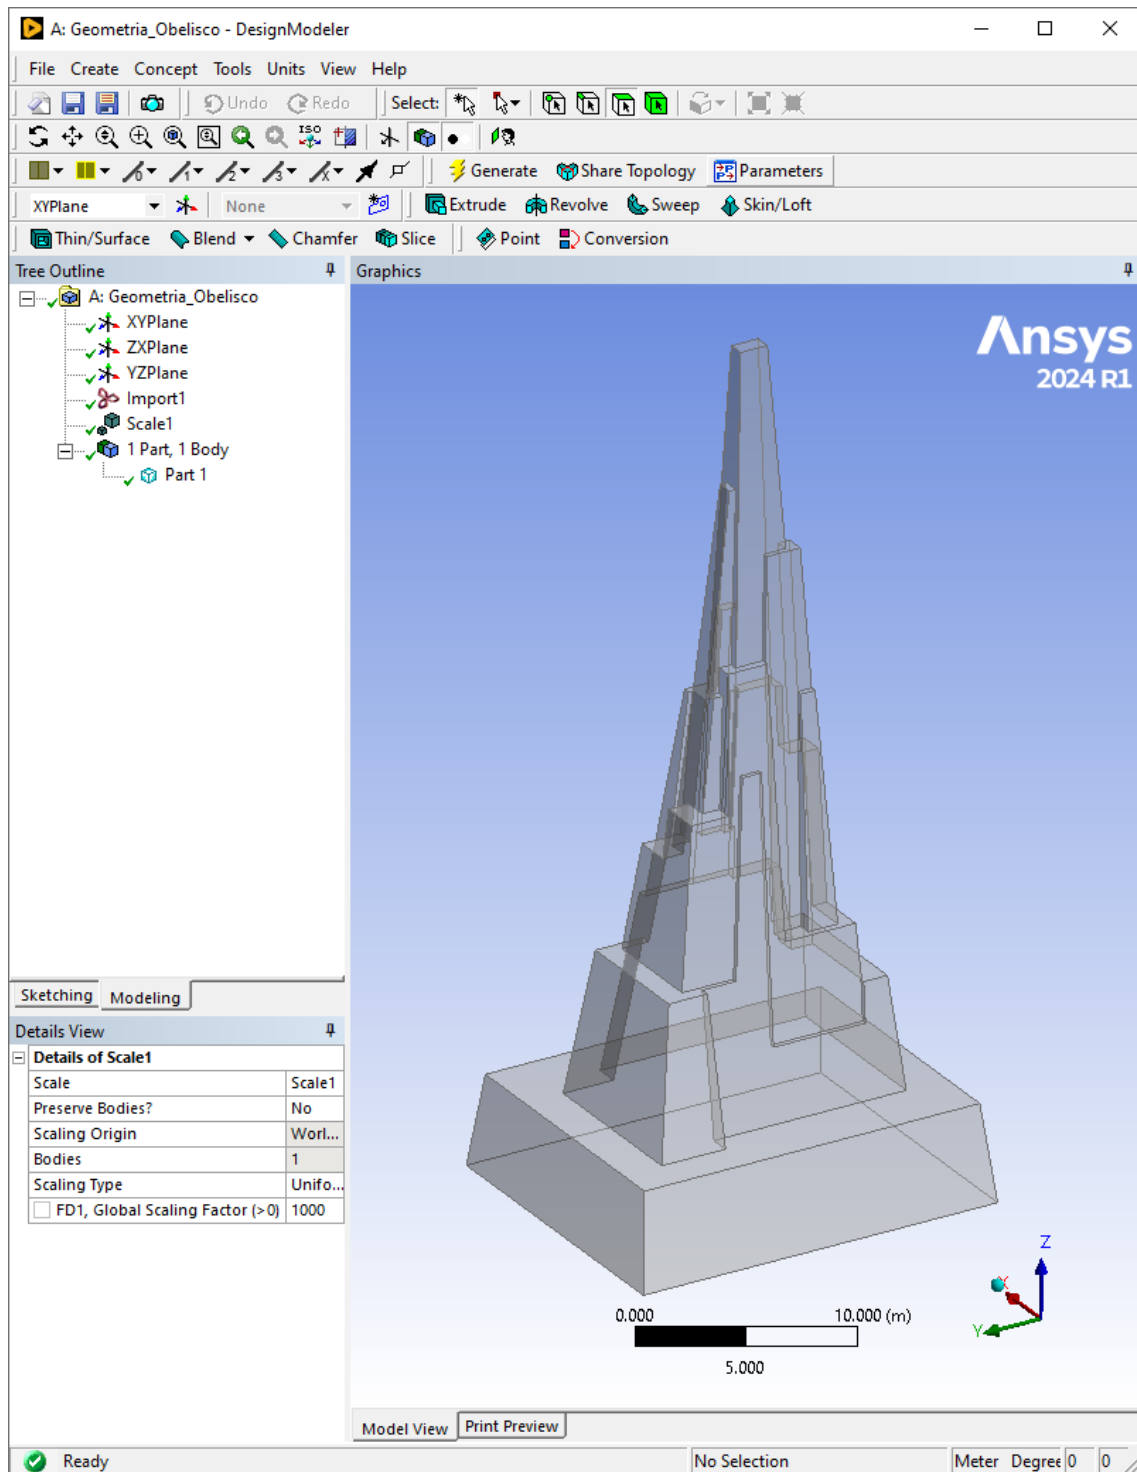 A: Geometria_Obelisco - DesignModeler
File Create Concept Tools Units View Help
Undo Redo Select:
ISO
Generate Share Topology Parameters
XYPlane None Extrude Revolve Sweep Skin/Loft
Thin/Surface Blend Chamfer Slice Point Conversion
Tree Outline
A: Geometria_Obelisco
XYPlane
ZXPlane
YZPlane
Import1
Scale1
1 Part, 1 Body
Part 1
Sketching Modeling
Details View
Details of Scale1
Scale Scale1
Preserve Bodies? No
Scaling Origin Worl...
Bodies 1
Scaling Type Unifo...
FD1, Global Scaling Factor (>0) 1000
Graphics
Ansys
2024 R1
Z
X
Y
0.000 10.000 (m)
5.000
Model View Print Preview
Ready No Selection Meter Degree 0 0